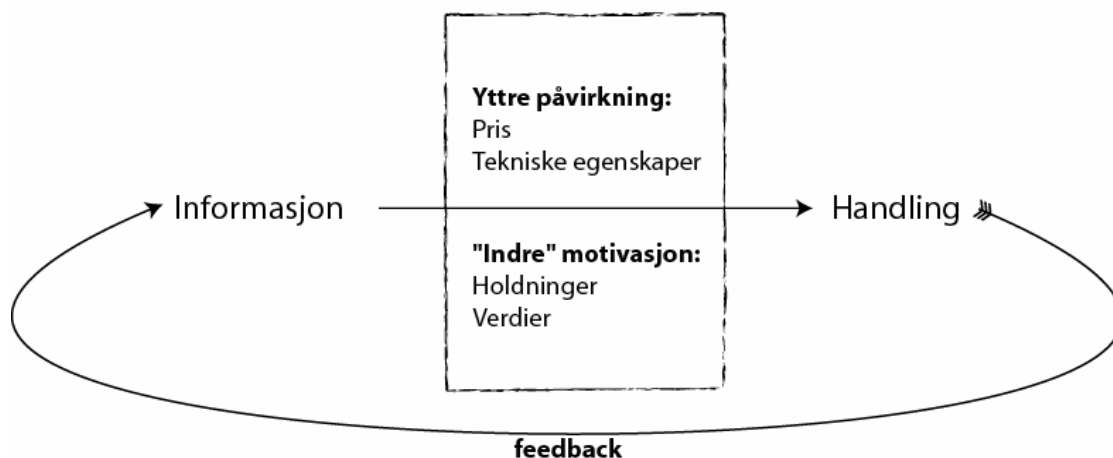 Yttre påvirkning:
Pris
Tekniske egenskaper
Informasjon
Handling
"Indre" motivasjon:
Holdninger
Verdier
feedback